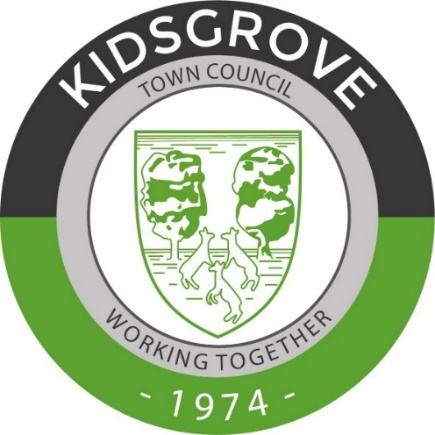 KIDSGROVE
TOWN COUNCIL
WORKING TOGETHER
- 1974 -